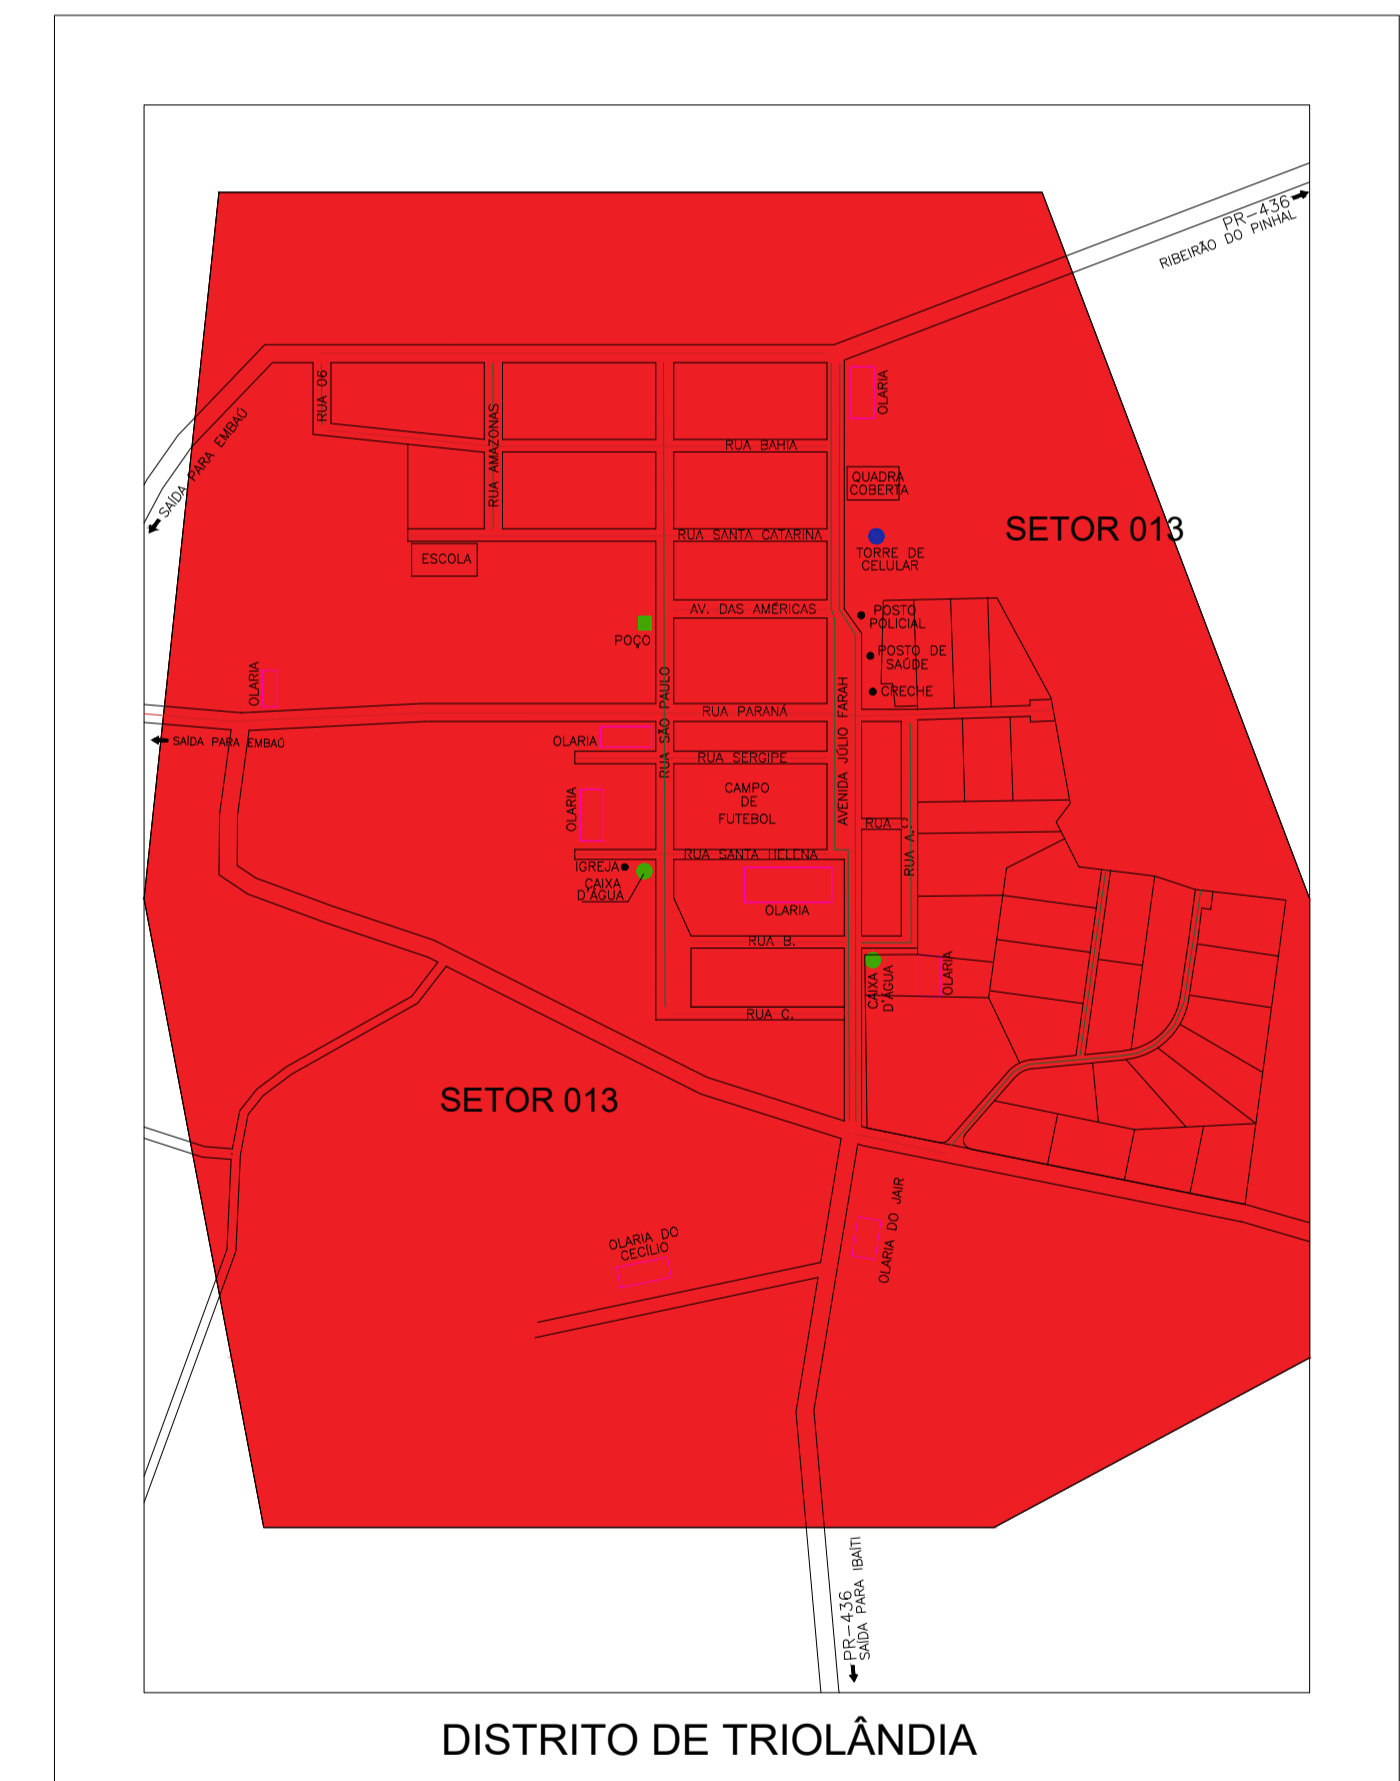 PR-436
RIBEIRÃO DO PINHAL
RUA 06
OLARIA
SAÍDA PARA EMBAÚ
RUA AMAZONAS
RUA BAHIA
QUADRA
COBERTA
SETOR 013
RUA SANTA CATARINA
ESCOLA
TORRE DE
CELULAR
AV. DAS AMÉRICAS
POSTO
POLICIAL
POÇO
POSTO DE
SAÚDE
OLARIA
CRECHE
RUA SÃO PAULO
RUA PARANÁ
AVENIDA JÚLIO FARAH
SAÍDA PARA EMBAÚ
OLARIA
RUA SERGIPE
CAMPO
DE
FUTEBOL
OLARIA
RUA C.
RUA A.
RUA SANTA HELENA
IGREJA
CAIXA
D'ÁGUA
OLARIA
RUA B.
CAIXA
D'ÁGUA
OLARIA
RUA C.
SETOR 013
OLARIA DO JAIR
OLARIA DO
CECÍLIO
PR-436
SAÍDA PARA IBAITI
DISTRITO DE TRIOLÂNDIA